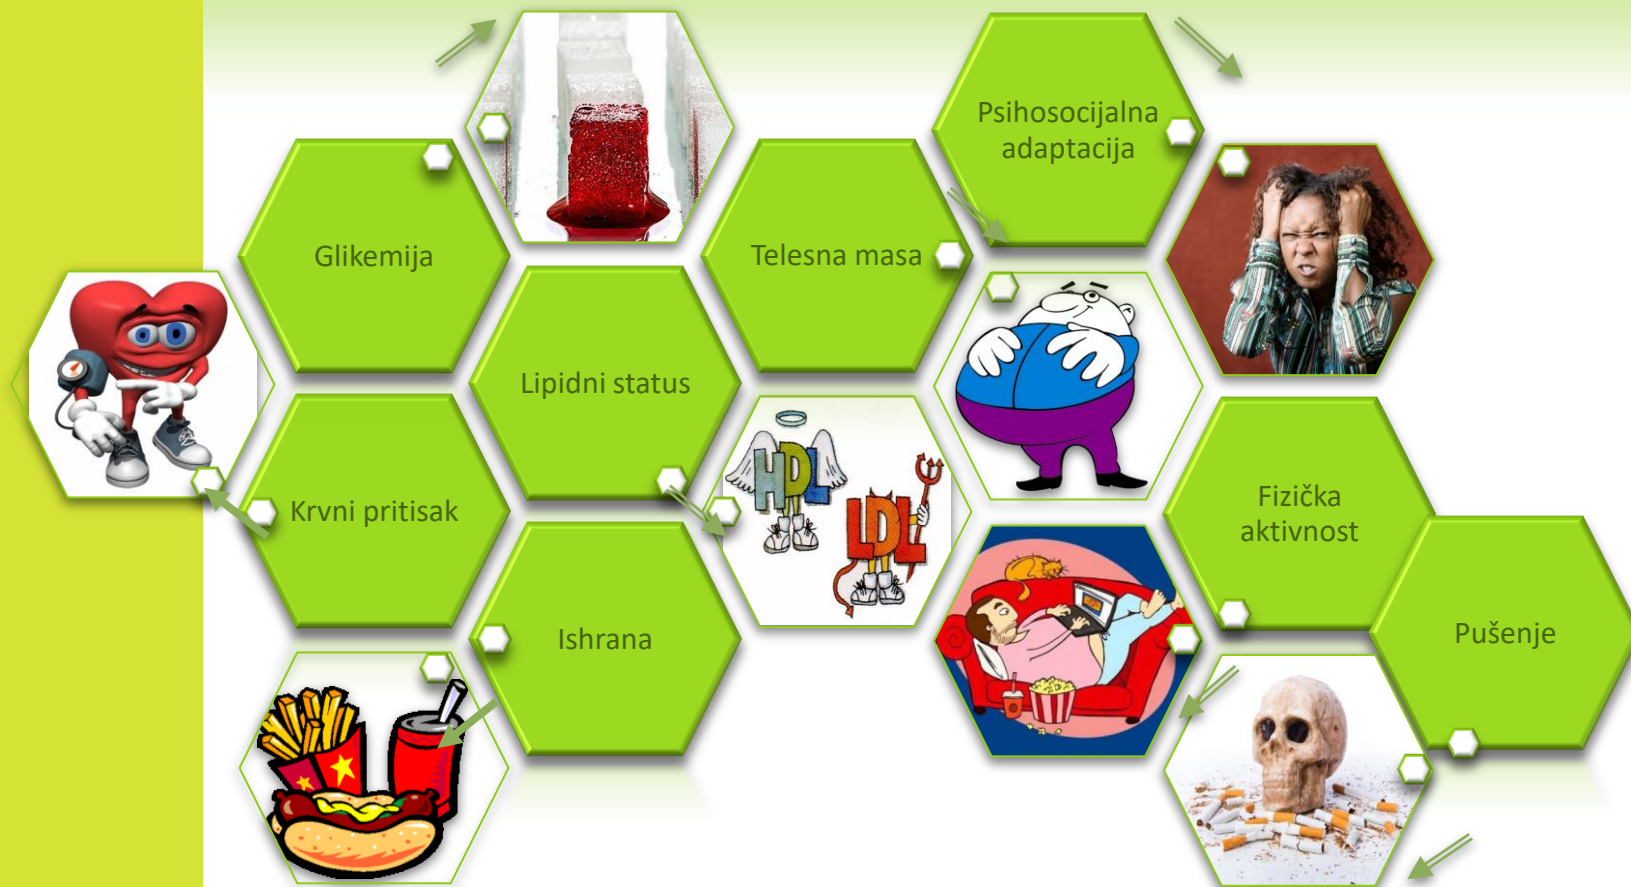 Psihosocijalna
adaptacija
Glikemija
Telesna masa
Lipidni status
HDL
LDL
Krvni pritisak
Fizička
aktivnost
Ishrana
Pušenje